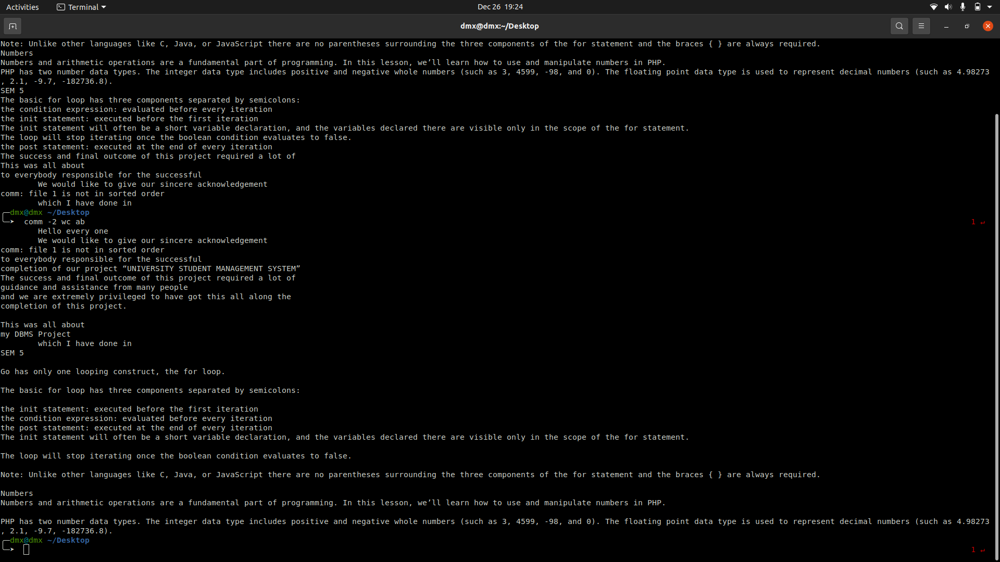 Activities
Terminal
Dec 26 19:24
dmx@dmx:~/Desktop
Note: Unlike other languages like C, Java, or JavaScript there are no parentheses surrounding the three components of the for statement and the braces { } are always required.
Numbers
Numbers and arithmetic operations are a fundamental part of programming. In this lesson, we’ll learn how to use and manipulate numbers in PHP.
PHP has two number data types. The integer data type includes positive and negative whole numbers (such as 3, 4599, -98, and 0). The floating point data type is used to represent decimal numbers (such as 4.98273
, 2.1, -9.7, -182736.8).
SEM 5
The basic for loop has three components separated by semicolons:
the condition expression: evaluated before every iteration
the init statement: executed before the first iteration
The init statement will often be a short variable declaration, and the variables declared there are visible only in the scope of the for statement.
The loop will stop iterating once the boolean condition evaluates to false.
the post statement: executed at the end of every iteration
The success and final outcome of this project required a lot of
This was all about
to everybody responsible for the successful
We would like to give our sincere acknowledgement
comm: file 1 is not in sorted order
which I have done in
dmx@dmx ~/Desktop
➤ comm -2 wc ab 1 ↵
Hello every one
We would like to give our sincere acknowledgement
comm: file 1 is not in sorted order
to everybody responsible for the successful
completion of our project “UNIVERSITY STUDENT MANAGEMENT SYSTEM”
The success and final outcome of this project required a lot of
guidance and assistance from many people
and we are extremely privileged to have got this all along the
completion of this project.
This was all about
my DBMS Project
which I have done in
SEM 5
Go has only one looping construct, the for loop.
The basic for loop has three components separated by semicolons:
the init statement: executed before the first iteration
the condition expression: evaluated before every iteration
the post statement: executed at the end of every iteration
The init statement will often be a short variable declaration, and the variables declared there are visible only in the scope of the for statement.
The loop will stop iterating once the boolean condition evaluates to false.
Note: Unlike other languages like C, Java, or JavaScript there are no parentheses surrounding the three components of the for statement and the braces { } are always required.
Numbers
Numbers and arithmetic operations are a fundamental part of programming. In this lesson, we’ll learn how to use and manipulate numbers in PHP.
PHP has two number data types. The integer data type includes positive and negative whole numbers (such as 3, 4599, -98, and 0). The floating point data type is used to represent decimal numbers (such as 4.98273
, 2.1, -9.7, -182736.8).
dmx@dmx ~/Desktop
➤ 1 ↵